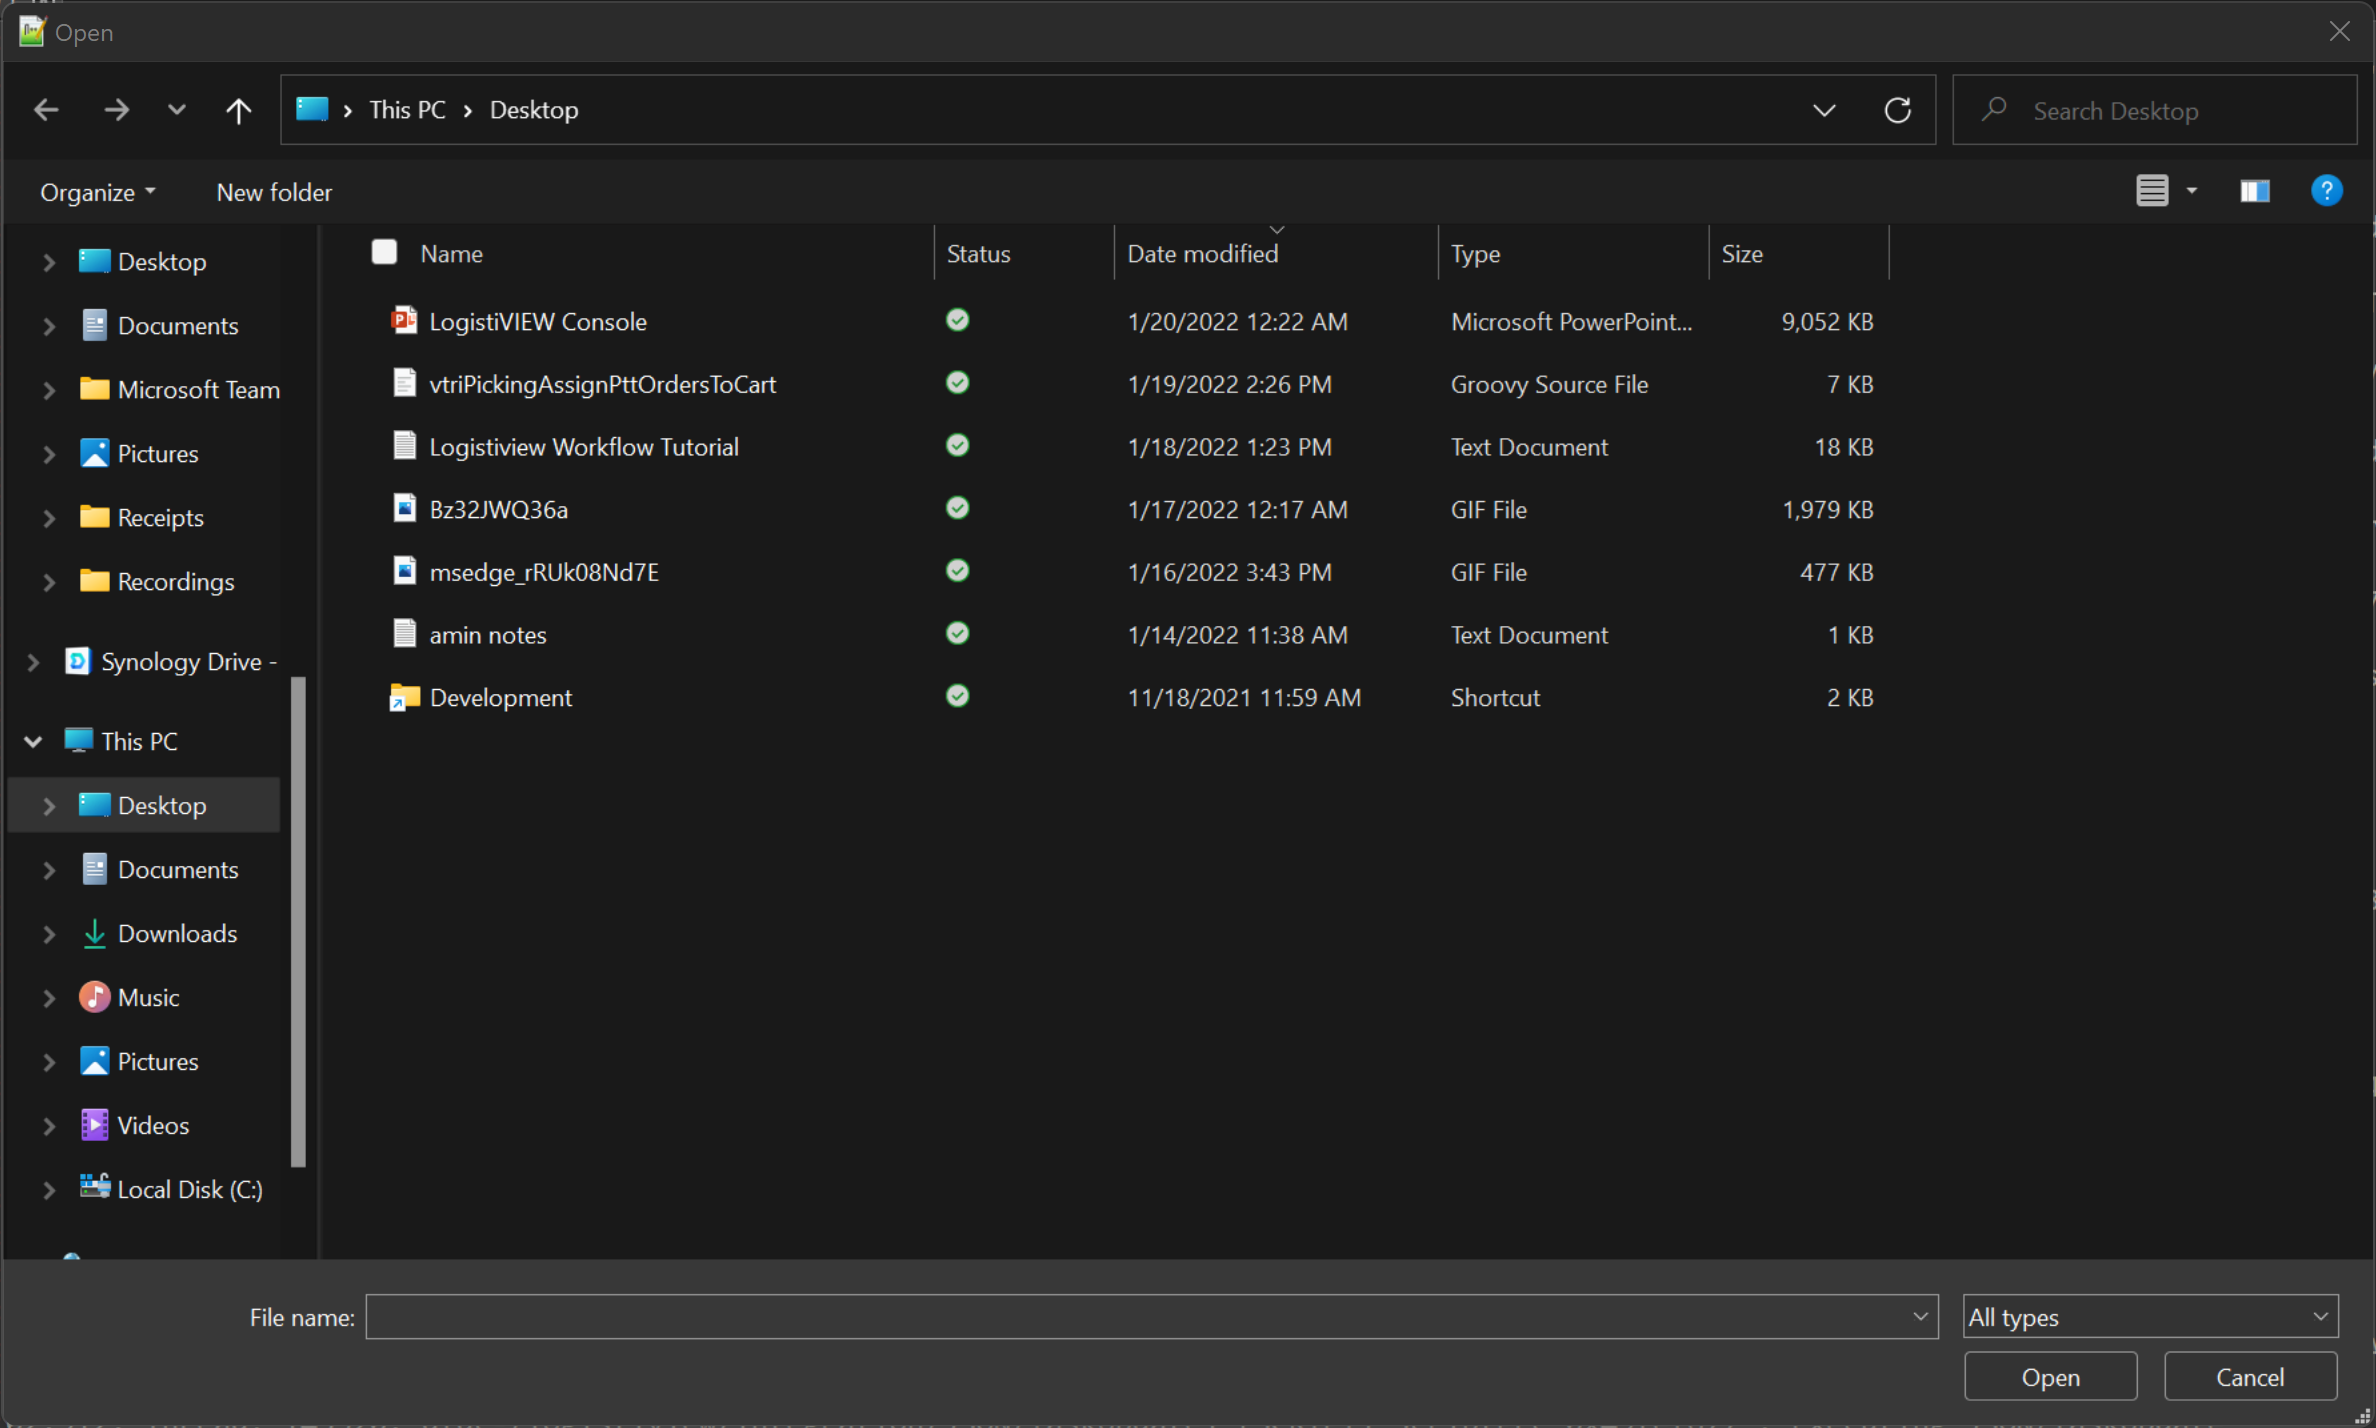 Open
This PC > Desktop
Search Desktop
Organize
New folder
Name Status Date modified Type Size
LogistiVIEW Console 1/20/2022 12:22 AM Microsoft PowerPoint... 9,052 KB
vtriPickingAssignPttOrdersToCart 1/19/2022 2:26 PM Groovy Source File 7 KB
Logistiview Workflow Tutorial 1/18/2022 1:23 PM Text Document 18 KB
Bz32JWQ36a 1/17/2022 12:17 AM GIF File 1,979 KB
msedge_rRUk08Nd7E 1/16/2022 3:43 PM GIF File 477 KB
amin notes 1/14/2022 11:38 AM Text Document 1 KB
Development 11/18/2021 11:59 AM Shortcut 2 KB
Desktop
Documents
Microsoft Team
Pictures
Receipts
Recordings
Synology Drive -
This PC
Desktop
Documents
Downloads
Music
Pictures
Videos
Local Disk (C:)
File name:
All types
Open
Cancel